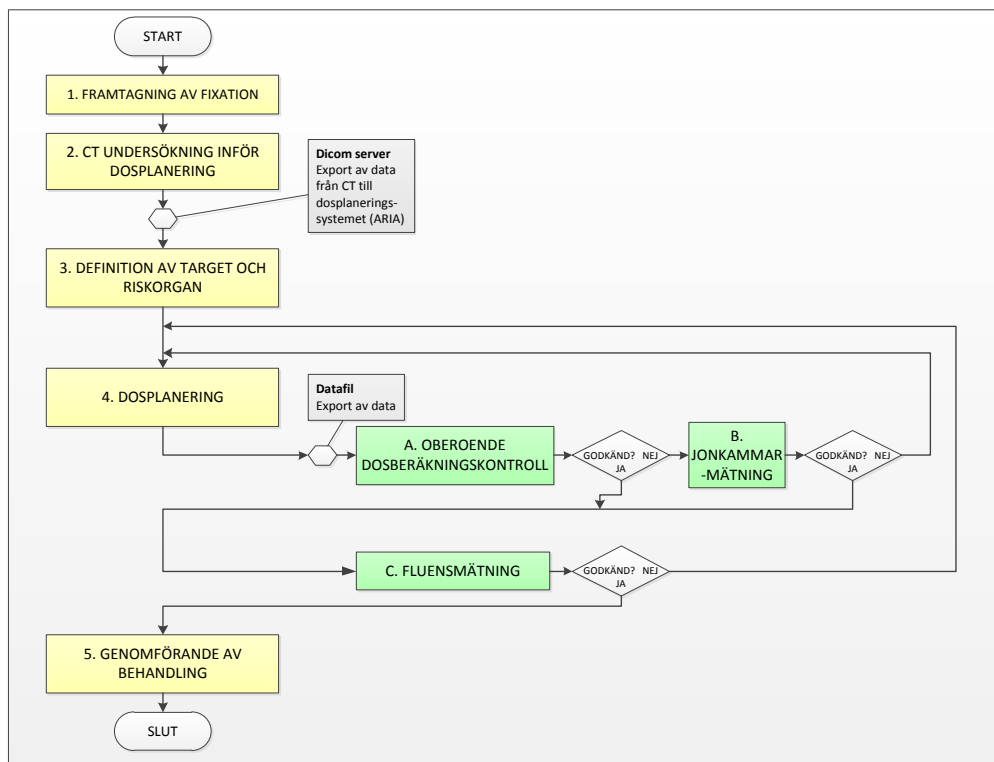 START
1. FRAMTAGNING AV FIXATION
2. CT UNDERSÖKNING INFÖR
DOSPLANERING
Dicom server
Export av data
från CT till
dosplanerings-
systemet (ARIA)
3. DEFINITION AV TARGET OCH
RISKORGAN
4. DOSPLANERING
Datafil
Export av data
A. OBEROENDE
DOSBERÄKNINGSKONTROLL
GODKÄND? NEJ
JA
B.
JONKAMMAR
-MÄTNING
GODKÄND? NEJ
JA
C. FLUENSMÄTNING
GODKÄND? NEJ
JA
5. GENOMFÖRANDE AV
BEHANDLING
SLUT